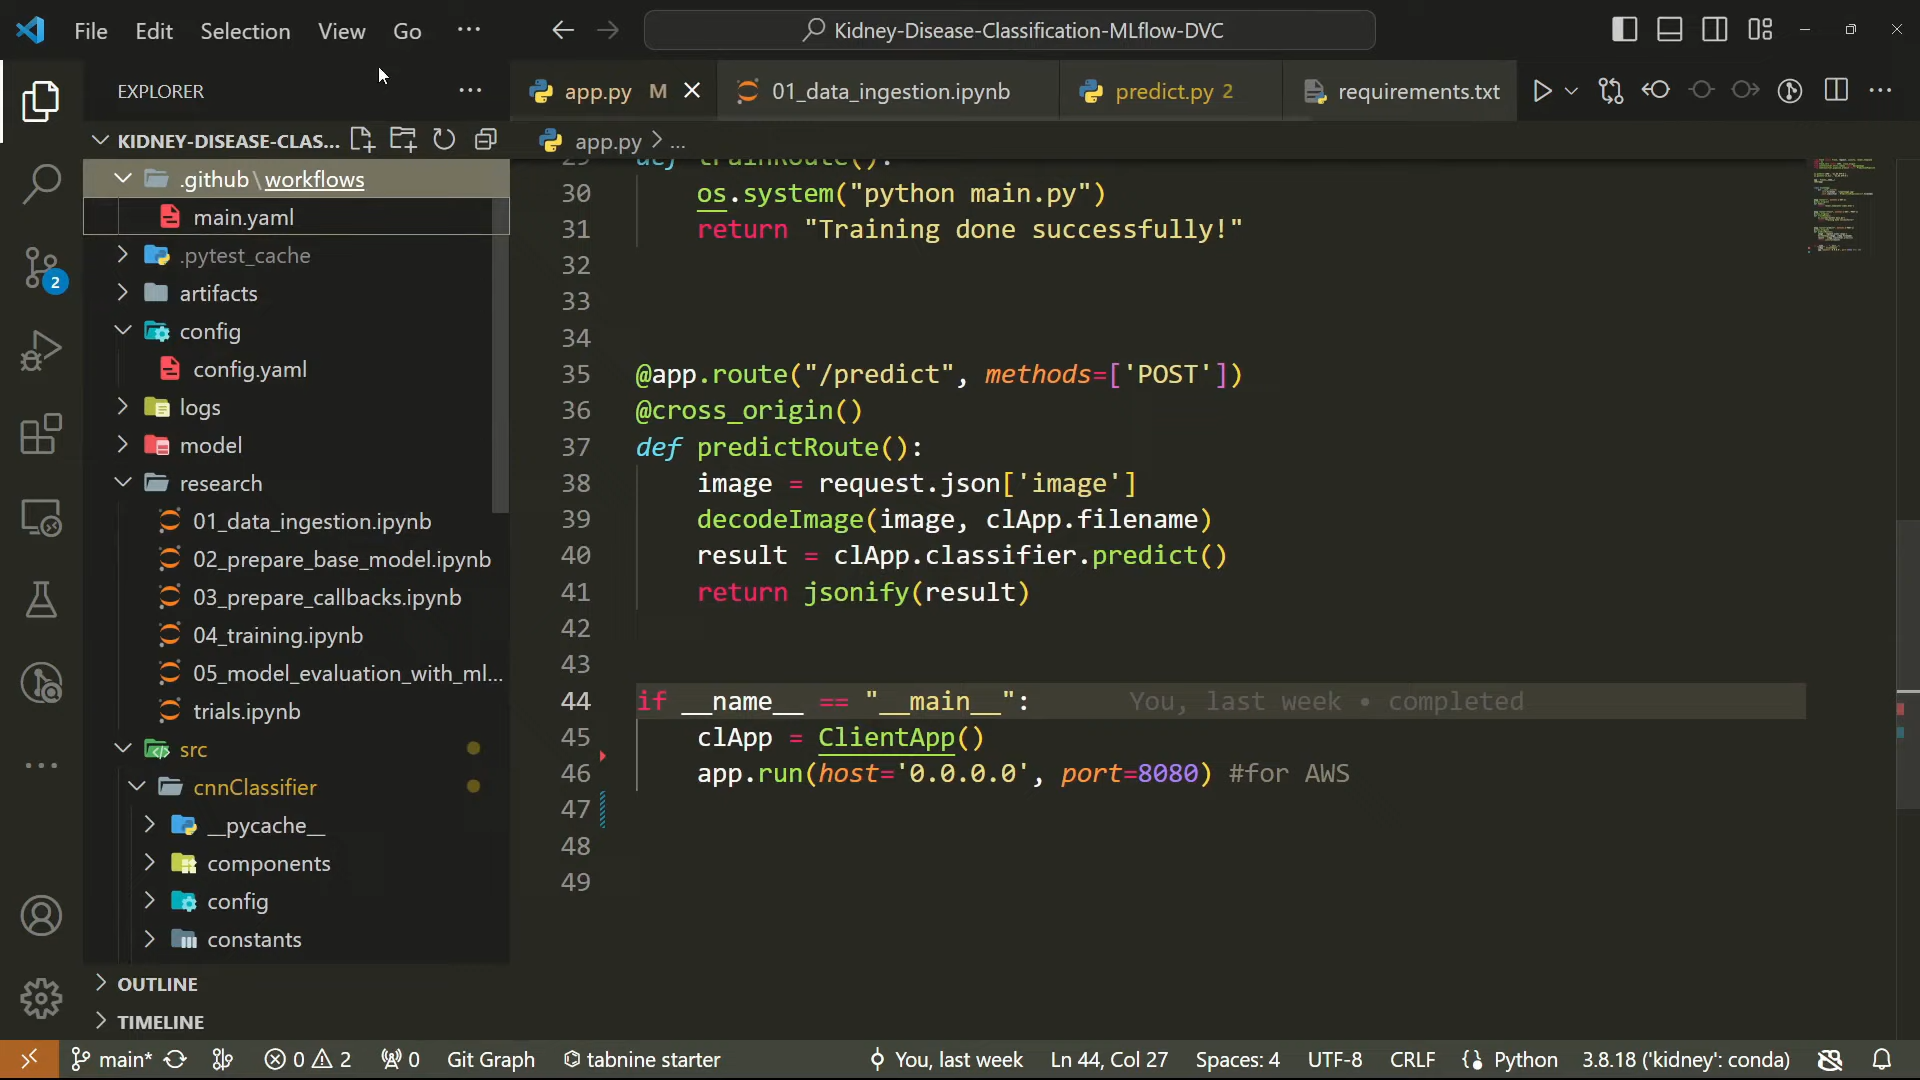 File Edit Selection View Go ...
Kidney-Disease-Classification-MLflow-DVC
EXPLORER
app.py M
01_data_ingestion.ipynb
predict.py 2
requirements.txt
KIDNEY-DISEASE-CLAS...
app.py > ...
.github\workflows
main.yaml
.pytest_cache
artifacts
config
config.yaml
logs
model
research
01_data_ingestion.ipynb
02_prepare_base_model.ipynb
03_prepare_callbacks.ipynb
04_training.ipynb
05_model_evaluation_with_ml...
trials.ipynb
src
cnnClassifier
__pycache__
components
config
constants
OUTLINE
TIMELINE
2
29 def trainRoute():
30 os.system("python main.py")
31 return "Training done successfully!"
32
33
34
35 @app.route("/predict", methods=['POST'])
36 @cross_origin()
37 def predictRoute():
38 image = request.json['image']
39 decodeImage(image, clApp.filename)
40 result = clApp.classifier.predict()
41 return jsonify(result)
42
43
44 if __name__ == "__main__": You, last week • completed
45 clApp = ClientApp()
46 app.run(host='0.0.0.0', port=8080) #for AWS
47
48
49
main* 0 2 0 Git Graph tabnine starter You, last week Ln 44, Col 27 Spaces: 4 UTF-8 CRLF Python 3.8.18 ('kidney': conda)